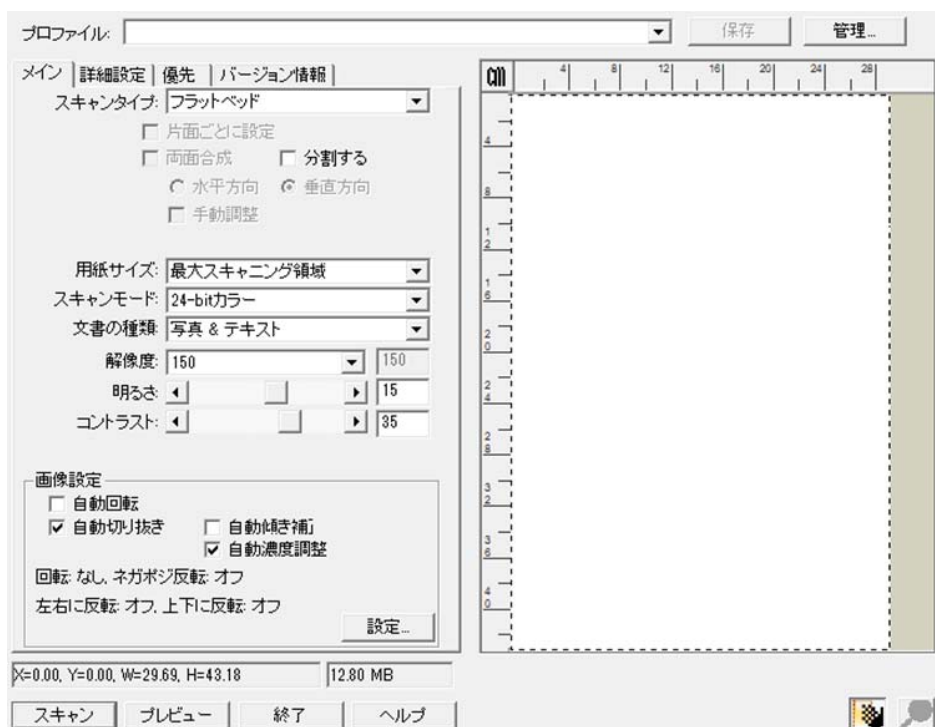 プロファイル:
保存
管理...
メイン
詳細設定
優先
バージョン情報
スキャンタイプ: フラットベッド
片面ごとに設定
両面合成
分割する
水平方向
垂直方向
手動調整
用紙サイズ: 最大スキャニング領域
スキャンモード: 24-bitカラー
文書の種類: 写真 & テキスト
解像度: 150
150
明るさ: 15
コントラスト: 35
画像設定
自動回転
自動切り抜き
自動傾き補正
自動濃度調整
回転: なし, ネガポジ反転: オフ
左右に反転: オフ, 上下に反転: オフ
設定...
X=0.00, Y=0.00, W=29.69, H=43.18
12.80 MB
スキャン
プレビュー
終了
ヘルプ
cm
4 8 12 16 20 24 28
4
8
12
16
20
24
28
32
36
40